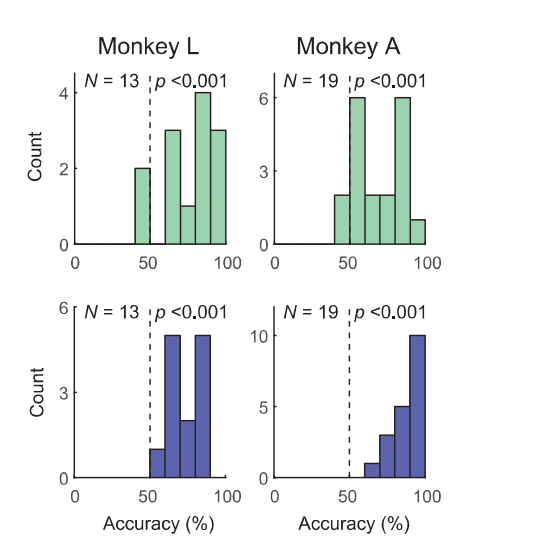 Monkey L
Monkey A
N = 13
p <0.001
N = 19
p <0.001
Count
4
2
0
6
3
0
0
50
100
0
50
100
N = 13
p <0.001
N = 19
p <0.001
Count
6
3
0
10
5
0
0
50
100
0
50
100
Accuracy (%)
Accuracy (%)